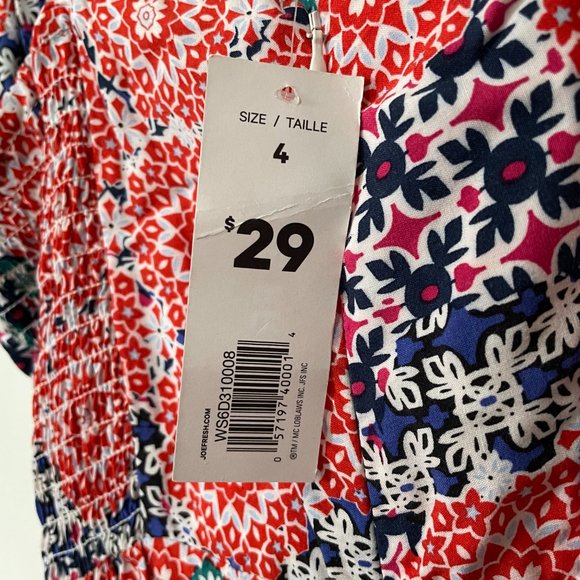 SIZE / TAILLE
4
$29
JOEFRESH.COM
WS6D310008
0 57197 40001 4
®TM / MC LOBLAWS INC. JFS INC